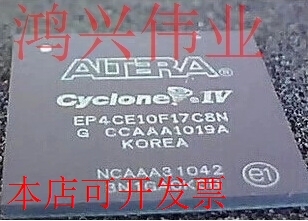 鸿兴伟业
ALTERA
Cyclone IV
EP4CE10F17C8N
G CCAAA1019A
KOREA
NCAAA31042
e1
本店可开发票